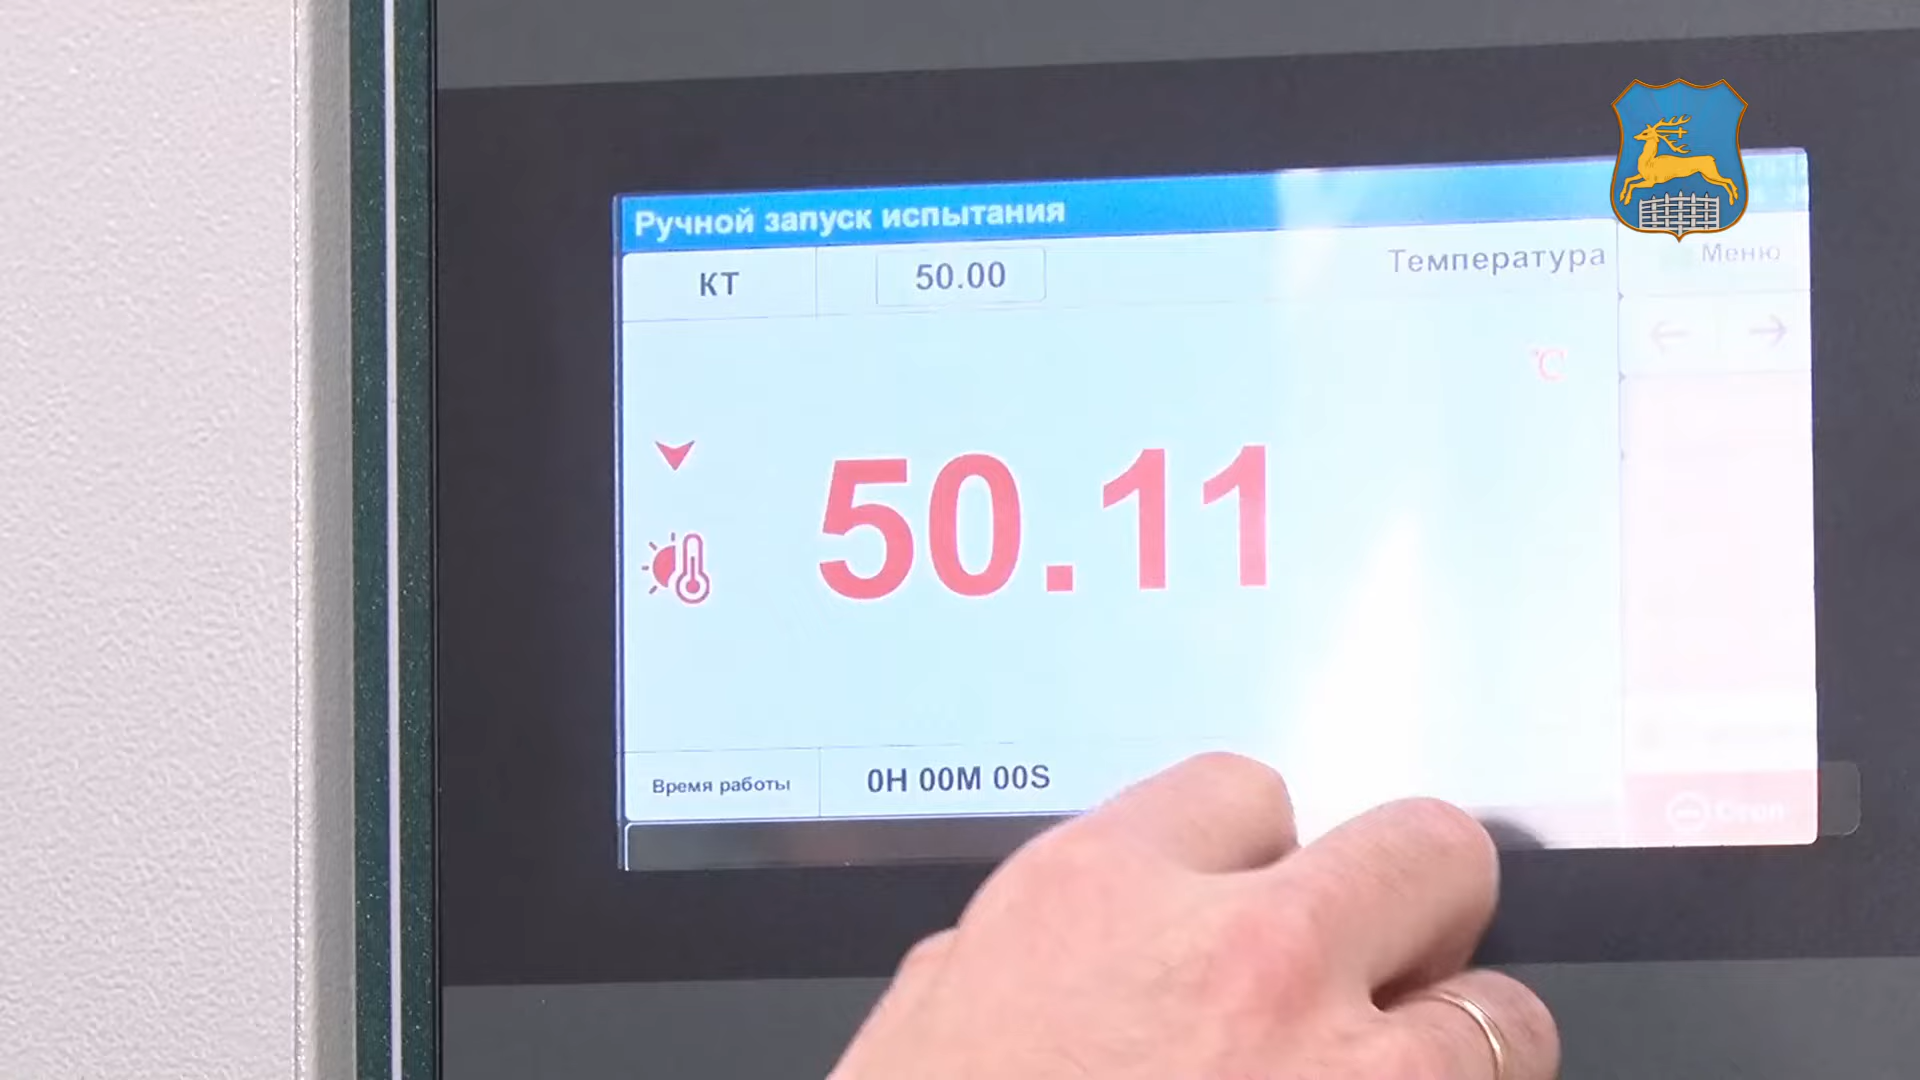 Ручной запуск испытания
КТ
50.00
Температура
Меню
℃
50.11
Время работы
0H 00M 00S